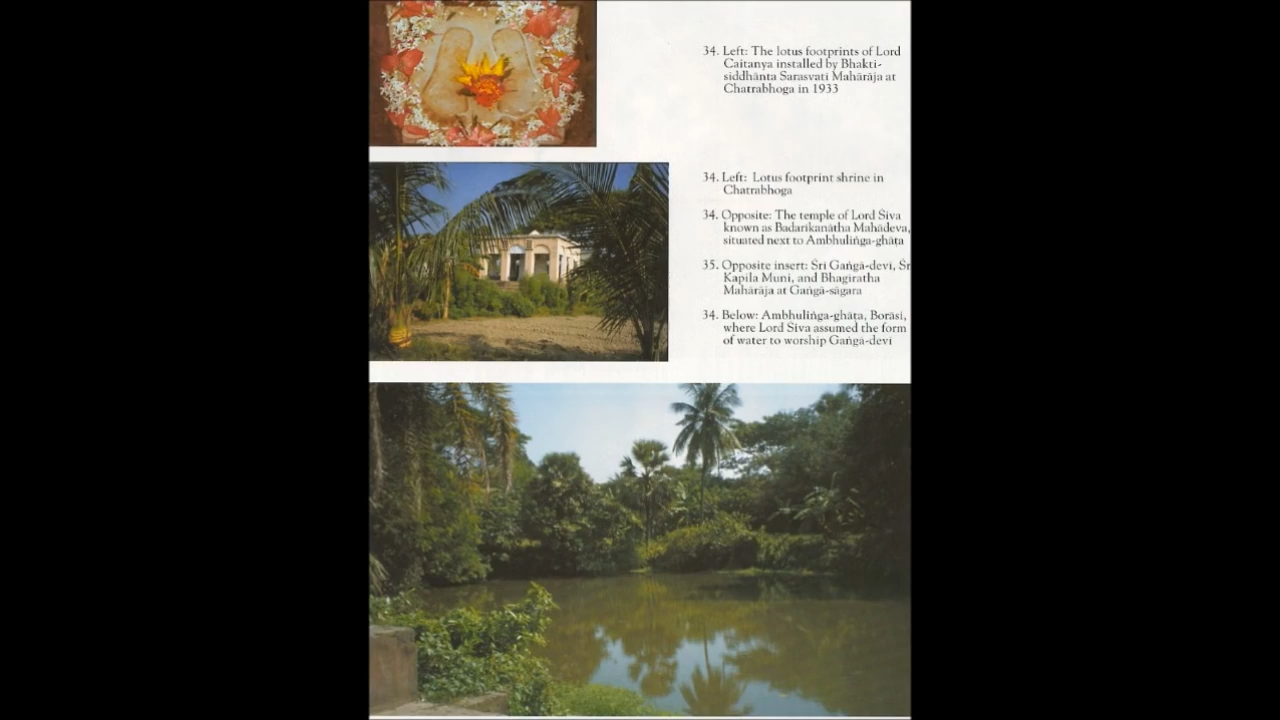 34. Left: The lotus footprints of Lord
Caitanya installed by Bhakti-
siddhānta Sarasvatī Mahārāja at
Chatrabhoga in 1933
34. Left: Lotus footprint shrine in
Chatrabhoga
34. Opposite: The temple of Lord Śiva
known as Badarikanātha Mahādeva,
situated next to Ambhuliṅga-ghāṭa
35. Opposite insert: Śrī Gaṅgā-devī, Śr
Kapila Muni, and Bhagiratha
Mahārāja at Gaṅgā-sāgara
34. Below: Ambhuliṅga-ghāṭa, Borāsi,
where Lord Śiva assumed the form
of water to worship Gaṅgā-devī